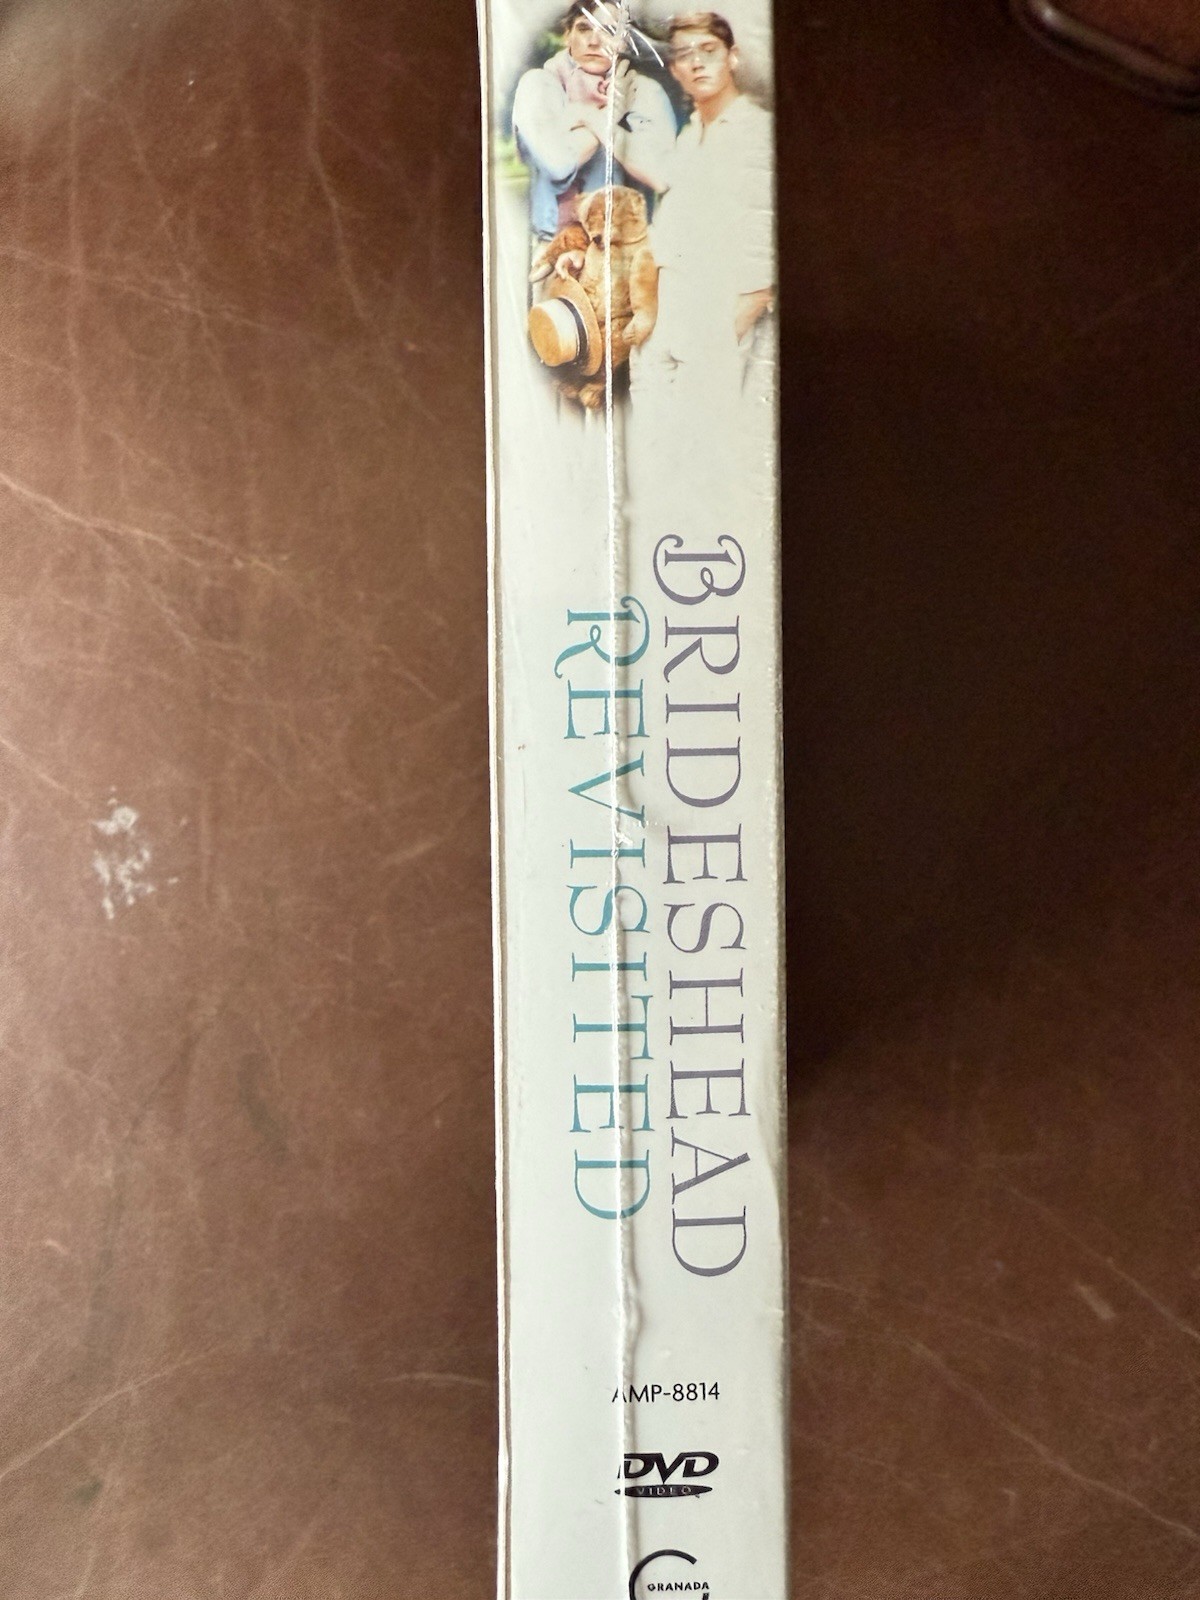 BRIDESHEAD
REVISITED
AMP-8814
DVD
VIDEO
GRANADA